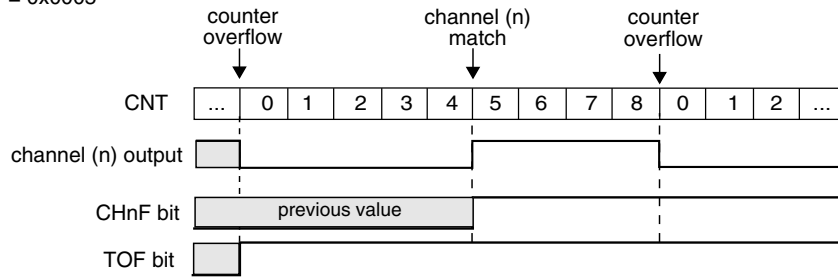 counter overflow
channel (n) match
counter overflow
CNT ... 0 1 2 3 4 5 6 7 8 0 1 2 ...
channel (n) output
CHnF bit previous value
TOF bit